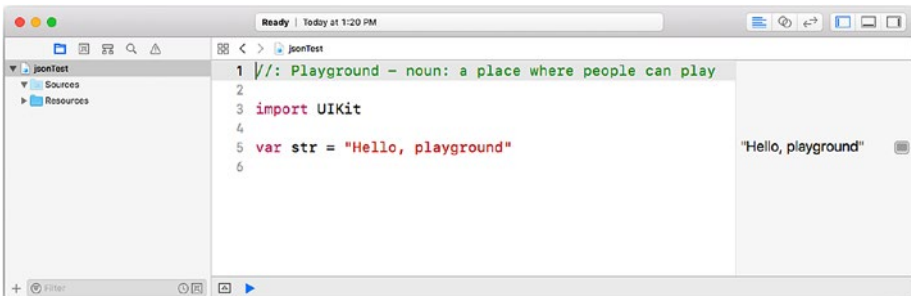 Ready | Today at 1:20 PM
jsonTest
jsonTest
Sources
Resources
1 //: Playground – noun: a place where people can play
2
3 import UIKit
4
5 var str = "Hello, playground"
"Hello, playground"
6
Filter